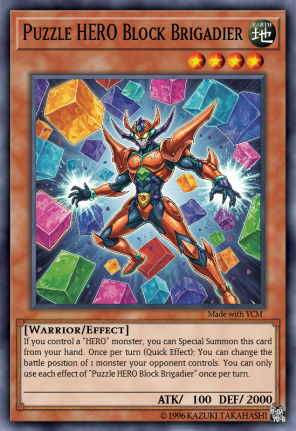 Puzzle HERO Block Brigadier
EARTH
地
Made with YCM
[Warrior/Effect]
If you control a "HERO" monster, you can Special Summon this card
from your hand. Once per turn (Quick Effect): You can change the
battle position of 1 monster your opponent controls. You can only
use each effect of "Puzzle HERO Block Brigadier" once per turn.
ATK/ 100 DEF/ 2000
©1996 KAZUKI TAKAHASHI